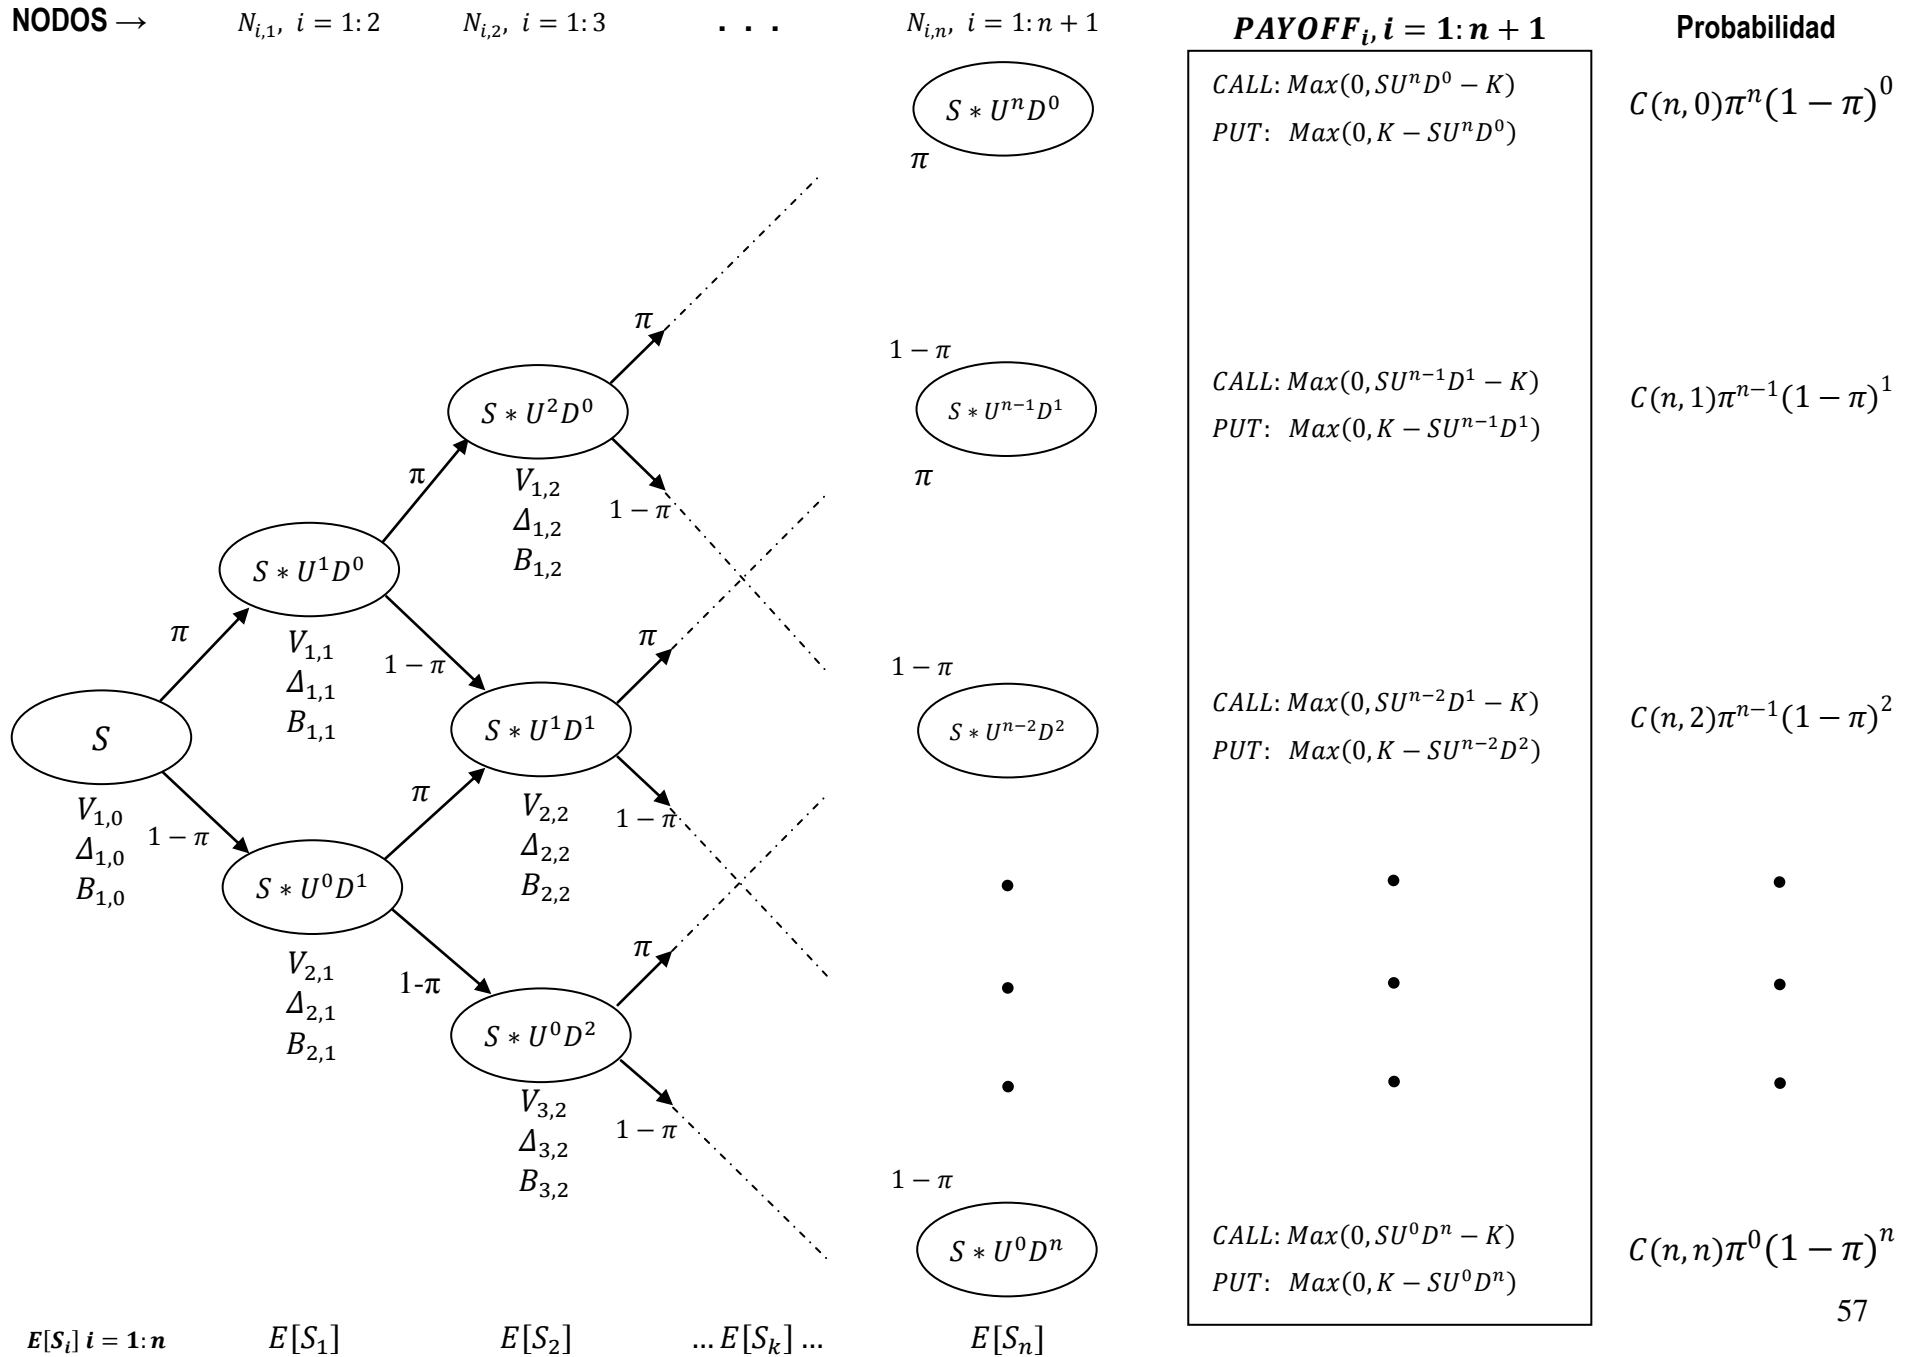 NODOS → N_{i,1}, i = 1:2 N_{i,2}, i = 1:3 . . . N_{i,n}, i = 1:n + 1 PAYOFF_i, i = 1:n + 1 Probabilidad
S * U^n D^0
π
CALL: Max(0, SU^n D^0 − K)
PUT: Max(0, K − SU^n D^0)
C(n, 0)π^n(1 − π)^0
π
1 − π
S * U^2 D^0
V_{1,2}
Δ_{1,2}
B_{1,2}
1 − π
S * U^{n−1} D^1
π
CALL: Max(0, SU^{n−1} D^1 − K)
PUT: Max(0, K − SU^{n−1} D^1)
C(n, 1)π^{n−1}(1 − π)^1
π
S * U^1 D^0
V_{1,1}
Δ_{1,1}
B_{1,1}
π
1 − π
π
1 − π
S
V_{1,0}
Δ_{1,0}
B_{1,0}
1 − π
S * U^1 D^1
V_{2,2}
Δ_{2,2}
B_{2,2}
π
1 − π
S * U^{n−2} D^2
CALL: Max(0, SU^{n−2} D^1 − K)
PUT: Max(0, K − SU^{n−2} D^2)
C(n, 2)π^{n−1}(1 − π)^2
S * U^0 D^1
V_{2,1}
Δ_{2,1}
B_{2,1}
1-π
π
S * U^0 D^2
V_{3,2}
Δ_{3,2}
B_{3,2}
1 − π
• • •
• • •
• • •
1 − π
S * U^0 D^n
CALL: Max(0, SU^0 D^n − K)
PUT: Max(0, K − SU^0 D^n)
C(n, n)π^0(1 − π)^n
57
E[S_i] i = 1:n E[S_1] E[S_2] ... E[S_k] ... E[S_n]